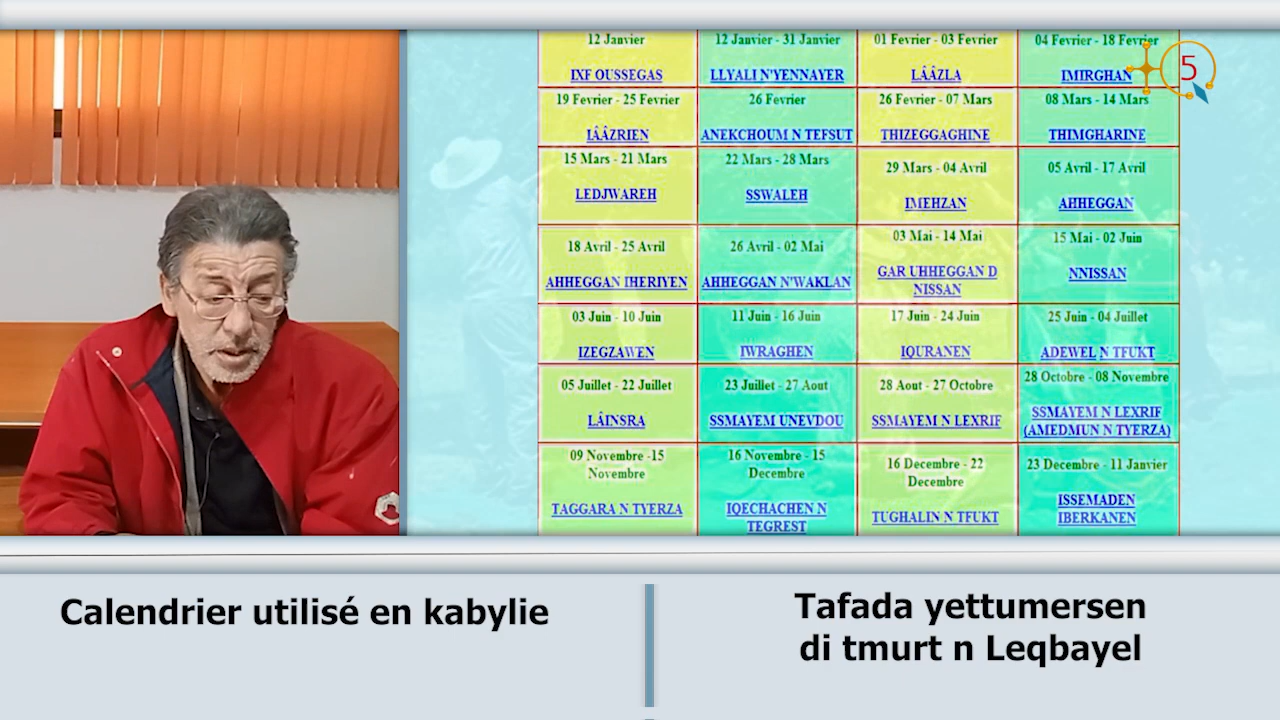 12 Janvier
IXF OUSSEGAS
12 Janvier - 31 Janvier
LLYALI N'YENNAYER
01 Fevrier - 03 Fevrier
LÂÂZLA
04 Fevrier - 18 Fevrier
IMIRGHAN
5
19 Fevrier - 25 Fevrier
IÂÂZRIEN
26 Fevrier
ANEKCHOUM N TEFSUT
26 Fevrier - 07 Mars
THIZEGGAGHINE
08 Mars - 14 Mars
THIMGHARINE
15 Mars - 21 Mars
LEDJWAREH
22 Mars - 28 Mars
SSWALEH
29 Mars - 04 Avril
IMEHZAN
05 Avril - 17 Avril
AHHEGGAN
18 Avril - 25 Avril
AHHEGGAN IHERIYEN
26 Avril - 02 Mai
AHHEGGAN N'WAKLAN
03 Mai - 14 Mai
GAR UHHEGGAN D
NISSAN
15 Mai - 02 Juin
NNISSAN
03 Juin - 10 Juin
IZEGZAWEN
11 Juin - 16 Juin
IWRAGHEN
17 Juin - 24 Juin
IQURANEN
25 Juin - 04 Juillet
ADEWEL N TFUKT
05 Juillet - 22 Juillet
LÂINSRA
23 Juillet - 27 Aout
SSMAYEM UNEVDOU
28 Aout - 27 Octobre
SSMAYEM N LEXRIF
28 Octobre - 08 Novembre
SSMAYEM N LEXRIF
(AMEDMUN N TYERZA)
09 Novembre -15
Novembre
TAGGARA N TYERZA
16 Novembre - 15
Decembre
IQECHACHEN N
TEGREST
16 Decembre - 22
Decembre
TUGHALIN N TFUKT
23 Decembre - 11 Janvier
ISSEMADEN
IBERKANEN
Calendrier utilisé en kabylie
Tafada yettumersen
di tmurt n Leqbayel